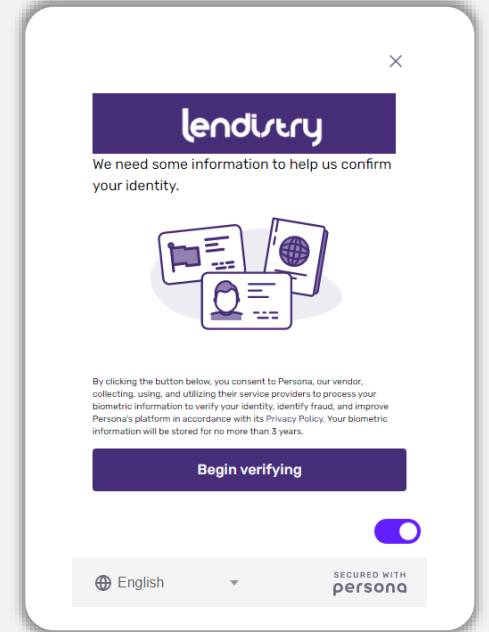 lendistry
We need some information to help us confirm
your identity.
By clicking the button below, you consent to Persona, our vendor,
collecting, using, and utilizing their service providers to process your
biometric information to verify your identity, identify fraud, and improve
Persona's platform in accordance with its Privacy Policy. Your biometric
information will be stored for no more than 3 years.
Begin verifying
English
SECURED WITH
persona